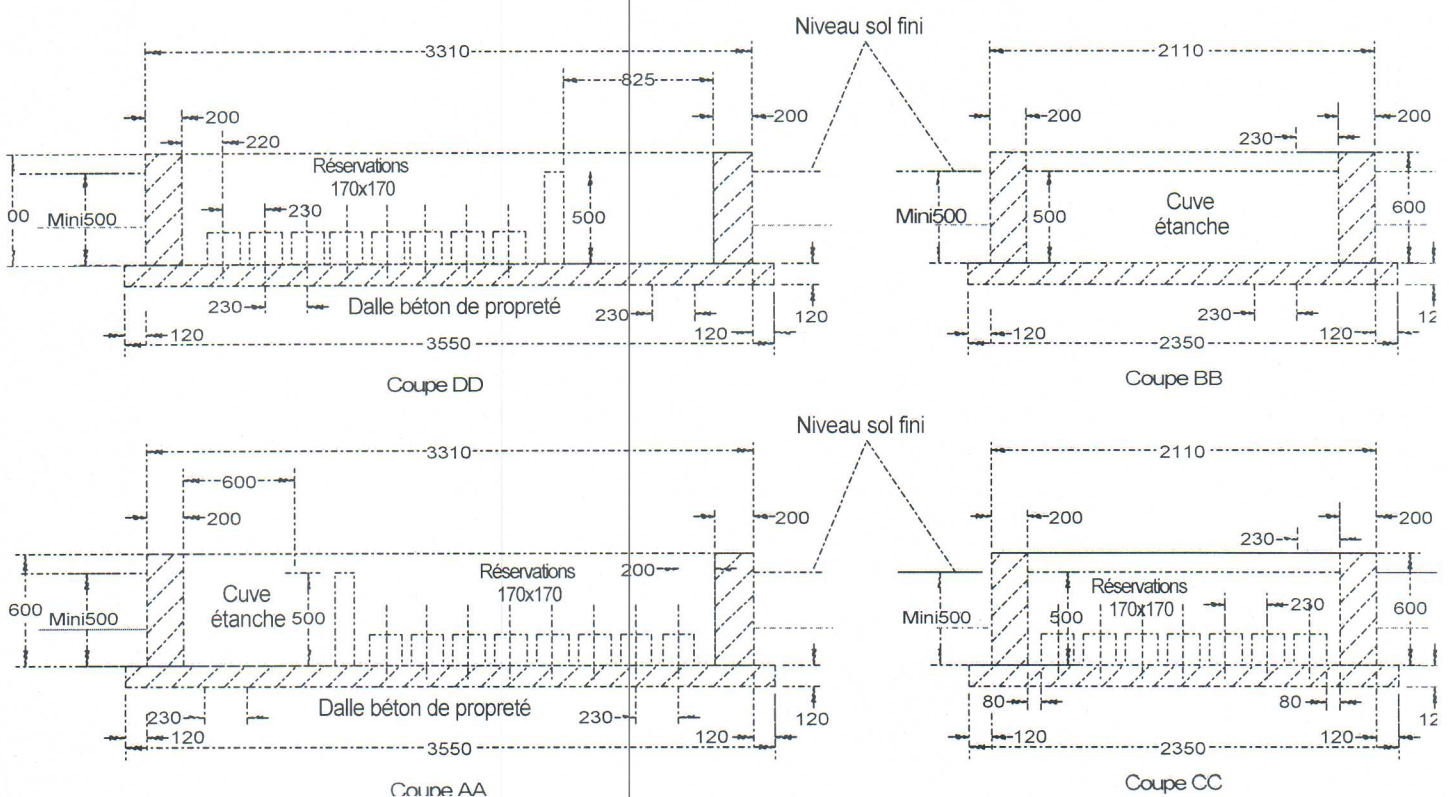 Niveau sol fini
3310
2110
825
200
200
200
200
220
230
Réservations
170x170
00
Mini500
230
500
Mini500
500
Cuve
étanche
600
230
Dalle béton de propreté
230
120
230
120
120
120
120
3550
2350
Coupe DD
Coupe BB
Niveau sol fini
3310
2110
600
200
200
200
200
230
Cuve
étanche
500
Réservations
170x170
200
Réservations
170x170
230
600
Mini500
Mini500
500
600
230
Dalle béton de propreté
230
120
80
80
120
120
120
120
3550
2350
Coupe AA
Coupe CC